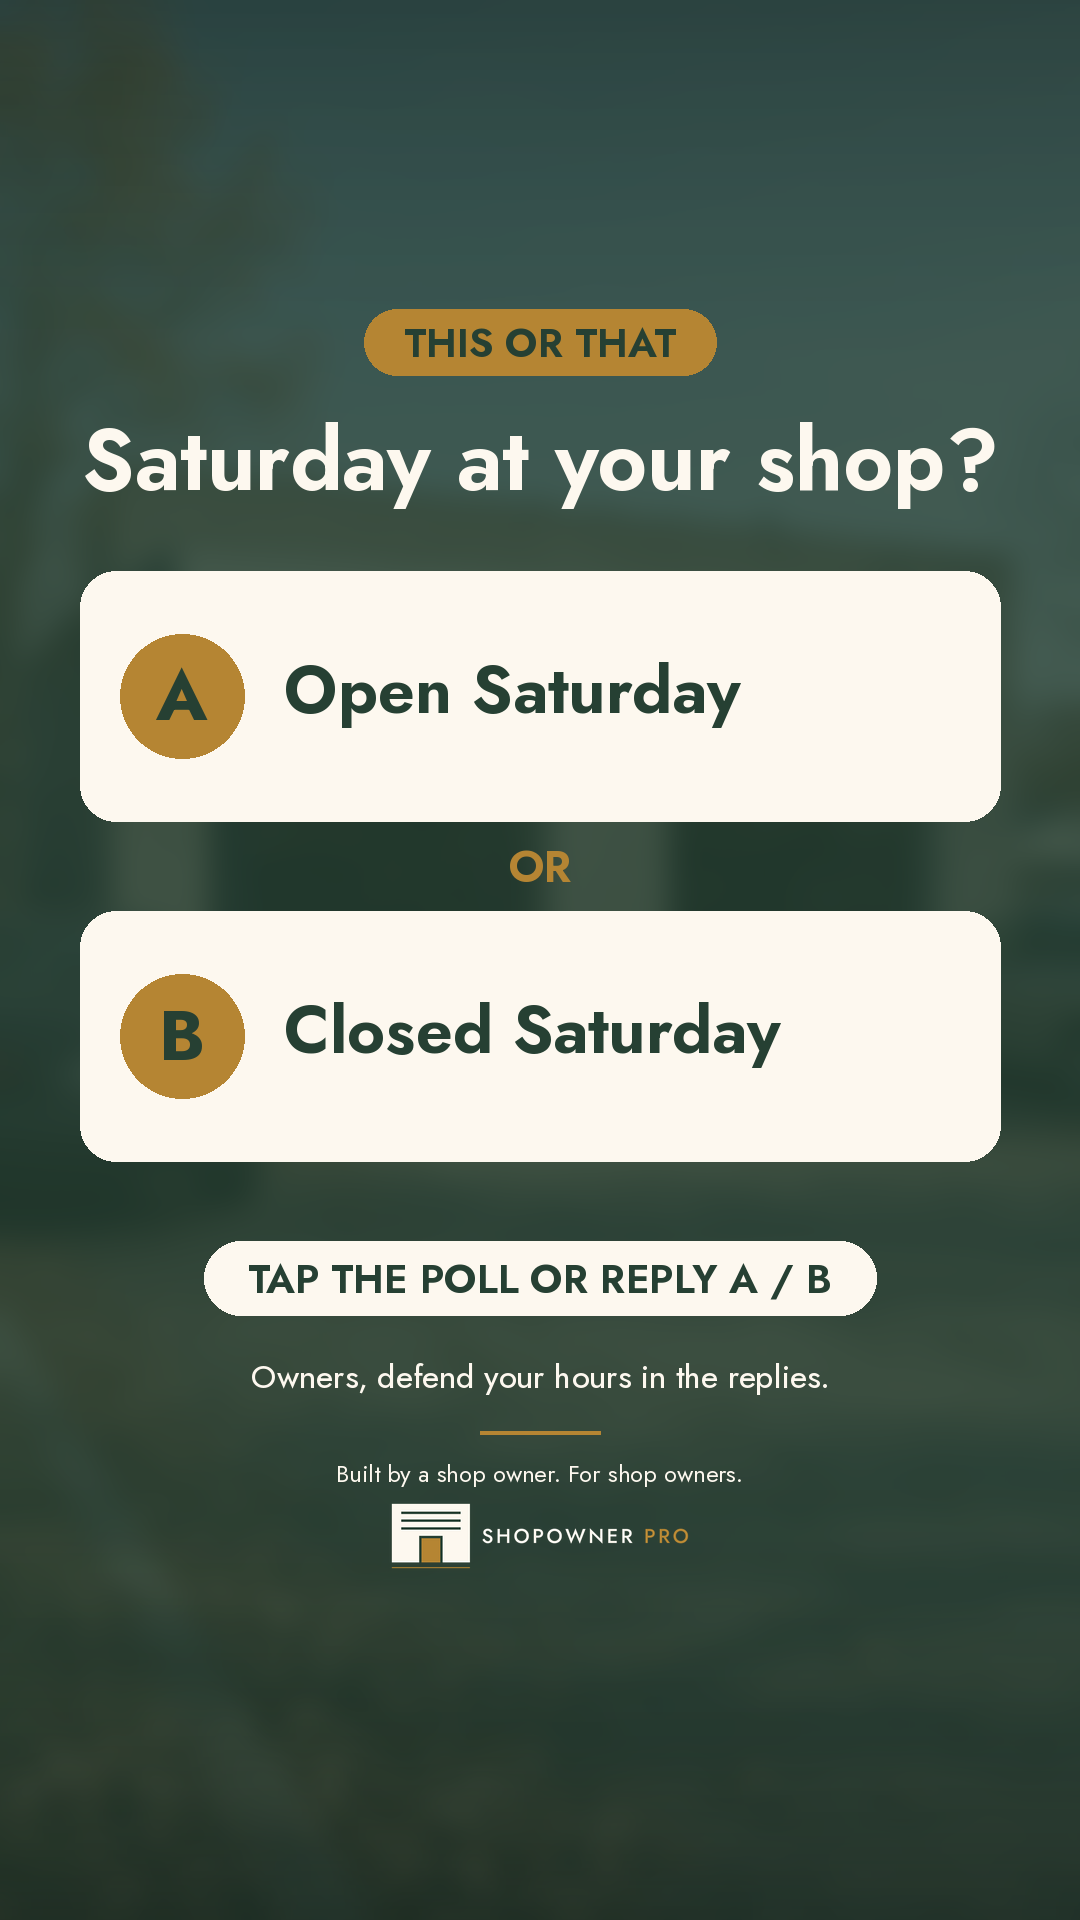 THIS OR THAT
Saturday at your shop?
A
Open Saturday
OR
B
Closed Saturday
TAP THE POLL OR REPLY A / B
Owners, defend your hours in the replies.
Built by a shop owner. For shop owners.
SHOPOWNER PRO